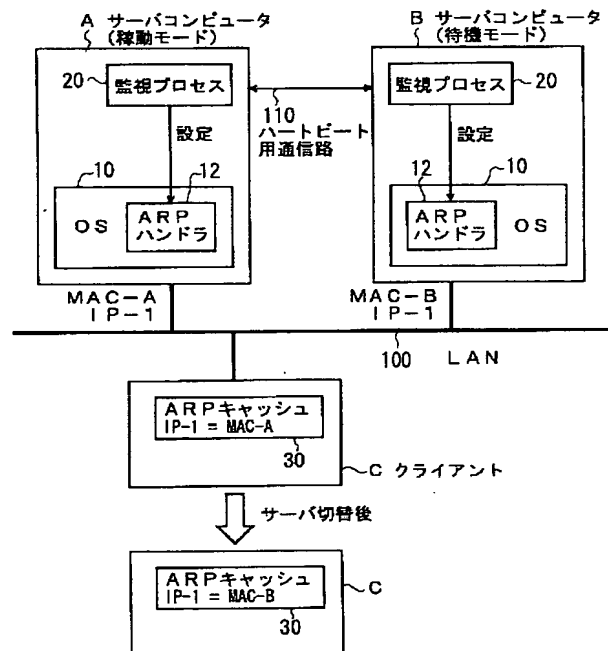 A サーバコンピュータ
(稼動モード)
B サーバコンピュータ
(待機モード)
20
監視プロセス
110
ハートビート
用通信路
監視プロセス
20
設定
設定
10
12
OS
ARP
ハンドラ
12
10
ARP
ハンドラ
OS
MAC-A
IP-1
MAC-B
IP-1
100
LAN
ARPキャッシュ
IP-1 = MAC-A
30
C クライアント
サーバ切替後
ARPキャッシュ
IP-1 = MAC-B
30
C